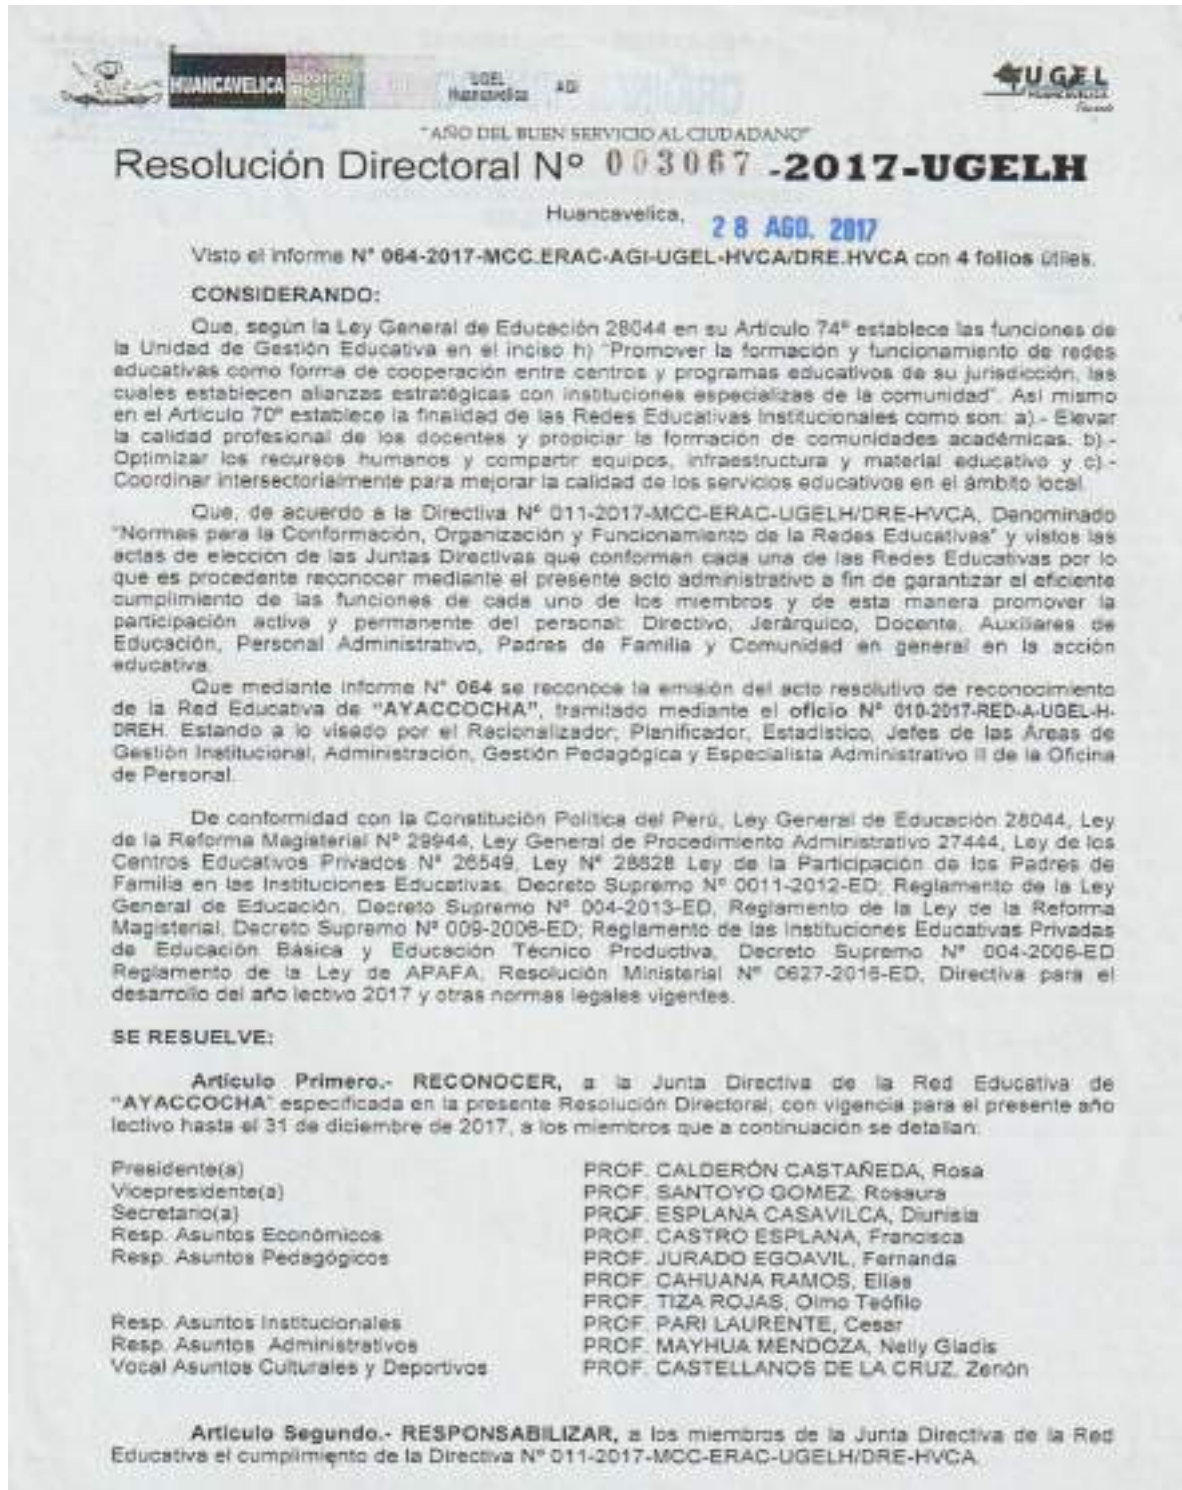 HUANCAVELICA Gobierno Regional UGEL Huancavelica AGI UGEL HUANCAVELICA
"AÑO DEL BUEN SERVICIO AL CIUDADANO"
Resolución Directoral Nº 003067 -2017-UGELH
Huancavelica, 28 AGO. 2017
Visto el informe N° 064-2017-MCC.ERAC-AGI-UGEL-HVCA/DRE.HVCA con 4 folios útiles.
CONSIDERANDO:
Que, según la Ley General de Educación 28044 en su Artículo 74º establece las funciones de
la Unidad de Gestión Educativa en el inciso h) "Promover la formación y funcionamiento de redes
educativas como forma de cooperación entre centros y programas educativos de su jurisdicción, las
cuales establecen alianzas estratégicas con instituciones especializas de la comunidad". Así mismo
en el Artículo 70º establece la finalidad de las Redes Educativas Institucionales como son: a).- Elevar
la calidad profesional de los docentes y propiciar la formación de comunidades académicas. b).-
Optimizar los recursos humanos y compartir equipos, infraestructura y material educativo y c).-
Coordinar intersectorialmente para mejorar la calidad de los servicios educativos en el ámbito local.
Que, de acuerdo a la Directiva Nº 011-2017-MCC-ERAC-UGELH/DRE-HVCA, Denominado
"Normas para la Conformación, Organización y Funcionamiento de la Redes Educativas" y vistos las
actas de elección de las Juntas Directivas que conforman cada una de las Redes Educativas por lo
que es procedente reconocer mediante el presente acto administrativo a fin de garantizar el eficiente
cumplimiento de las funciones de cada uno de los miembros y de esta manera promover la
participación activa y permanente del personal: Directivo, Jerárquico, Docente, Auxiliares de
Educación, Personal Administrativo, Padres de Familia y Comunidad en general en la acción
educativa.
Que mediante informe N° 064 se reconoce la emisión del acto resolutivo de reconocimiento
de la Red Educativa de "AYACCOCHA", tramitado mediante el oficio Nº 010-2017-RED-A-UGEL-H-
DREH. Estando a lo visado por el Racionalizador, Planificador, Estadístico, Jefes de las Áreas de
Gestión Institucional, Administración, Gestión Pedagógica y Especialista Administrativo II de la Oficina
de Personal.
De conformidad con la Constitución Política del Perú, Ley General de Educación 28044, Ley
de la Reforma Magisterial Nº 29944, Ley General de Procedimiento Administrativo 27444, Ley de los
Centros Educativos Privados N° 26549, Ley N° 28628 Ley de la Participación de los Padres de
Familia en las Instituciones Educativas, Decreto Supremo Nº 0011-2012-ED; Reglamento de la Ley
General de Educación, Decreto Supremo Nº 004-2013-ED, Reglamento de la Ley de la Reforma
Magisterial, Decreto Supremo Nº 009-2006-ED; Reglamento de las Instituciones Educativas Privadas
de Educación Básica y Educación Técnico Productiva, Decreto Supremo Nº 004-2006-ED
Reglamento de la Ley de APAFA, Resolución Ministerial Nº 0627-2016-ED, Directiva para el
desarrollo del año lectivo 2017 y otras normas legales vigentes.
SE RESUELVE:
Artículo Primero.- RECONOCER, a la Junta Directiva de la Red Educativa de
"AYACCOCHA" especificada en la presente Resolución Directoral, con vigencia para el presente año
lectivo hasta el 31 de diciembre de 2017, a los miembros que a continuación se detallan:
Presidente(a) PROF. CALDERÓN CASTAÑEDA, Rosa
Vicepresidente(a) PROF. SANTOYO GOMEZ, Rosaura
Secretario(a) PROF. ESPLANA CASAVILCA, Diunisia
Resp. Asuntos Económicos PROF. CASTRO ESPLANA, Francisca
Resp. Asuntos Pedagógicos PROF. JURADO EGOAVIL, Fernanda
PROF. CAHUANA RAMOS, Elias
PROF. TIZA ROJAS, Olmo Teófilo
Resp. Asuntos Institucionales PROF. PARI LAURENTE, Cesar
Resp. Asuntos Administrativos PROF. MAYHUA MENDOZA, Nelly Gladis
Vocal Asuntos Culturales y Deportivos PROF. CASTELLANOS DE LA CRUZ, Zenón
Artículo Segundo.- RESPONSABILIZAR, a los miembros de la Junta Directiva de la Red
Educativa el cumplimiento de la Directiva N° 011-2017-MCC-ERAC-UGELH/DRE-HVCA.